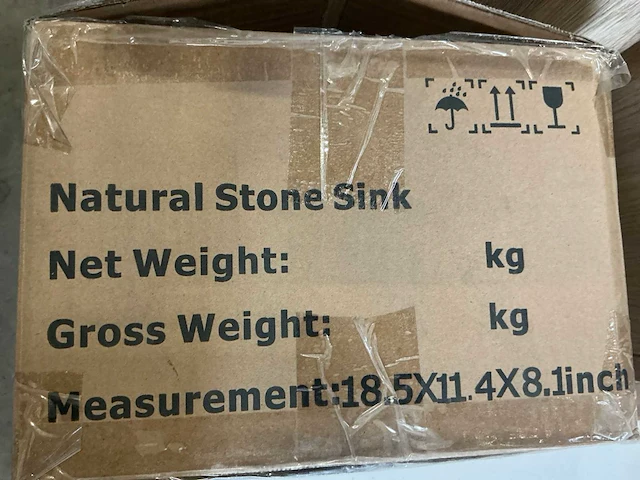 Natural Stone Sink
Net Weight: kg
Gross Weight: kg
Measurement:18.5X11.4X8.1inch